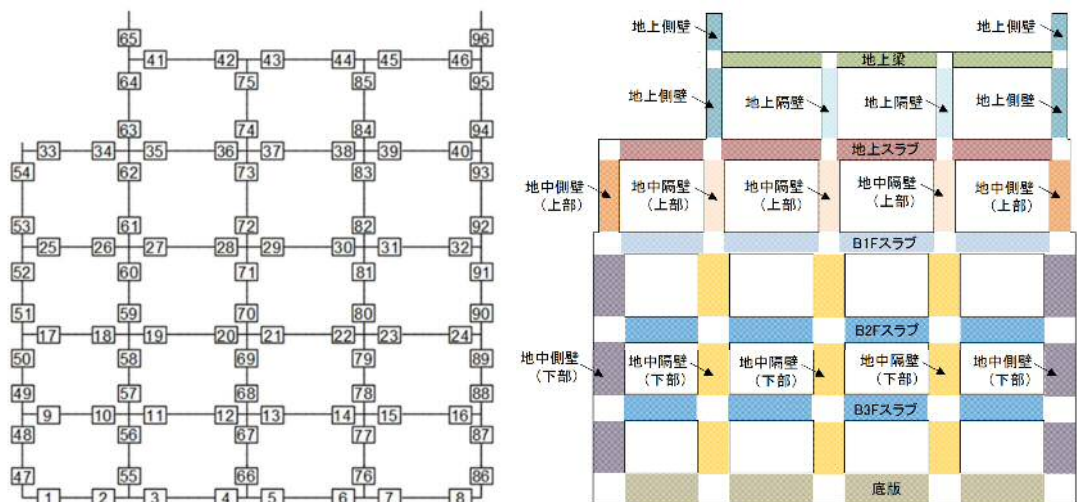 65 96
41 42 43 44 45 46
64 75 85 95
63 74 84 94
33 34 35 36 37 38 39 40
54 62 73 83 93
53 61 72 82 92
25 26 27 28 29 30 31 32
52 60 71 81 91
51 59 70 80 90
17 18 19 20 21 22 23 24
50 58 69 79 89
49 57 68 78 88
9 10 11 12 13 14 15 16
48 56 67 77 87
47 55 66 76 86
1 2 3 4 5 6 7 8
地上側壁 地上側壁
地上梁
地上側壁 地上隔壁 地上隔壁 地上側壁
地上スラブ
地中側壁 地中隔壁 地中隔壁 地中隔壁 地中側壁
（上部） （上部） （上部） （上部） （上部）
B1Fスラブ
B2Fスラブ
地中側壁 地中隔壁 地中隔壁 地中隔壁 地中側壁
（下部） （下部） （下部） （下部） （下部）
B3Fスラブ
底版